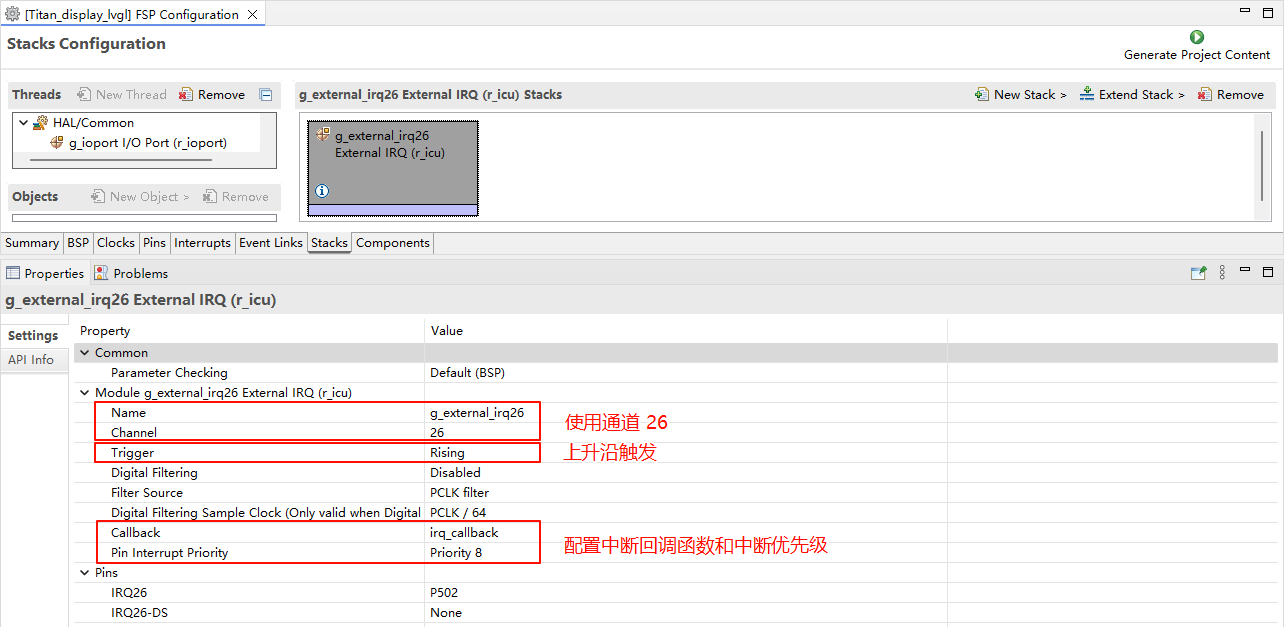 [Titan_display_lvgl] FSP Configuration
Stacks Configuration
Generate Project Content
Threads New Thread Remove
g_external_irq26 External IRQ (r_icu) Stacks New Stack > Extend Stack > Remove
HAL/Common
g_ioport I/O Port (r_ioport)
g_external_irq26
External IRQ (r_icu)
Objects New Object > Remove
Summary BSP Clocks Pins Interrupts Event Links Stacks Components
Properties Problems
g_external_irq26 External IRQ (r_icu)
Settings
API Info
Property Value
Common
Parameter Checking Default (BSP)
Module g_external_irq26 External IRQ (r_icu)
Name g_external_irq26
Channel 26
使用通道 26
Trigger Rising
上升沿触发
Digital Filtering Disabled
Filter Source PCLK filter
Digital Filtering Sample Clock (Only valid when Digital PCLK / 64
Callback irq_callback
Pin Interrupt Priority Priority 8
配置中断回调函数和中断优先级
Pins
IRQ26 P502
IRQ26-DS None